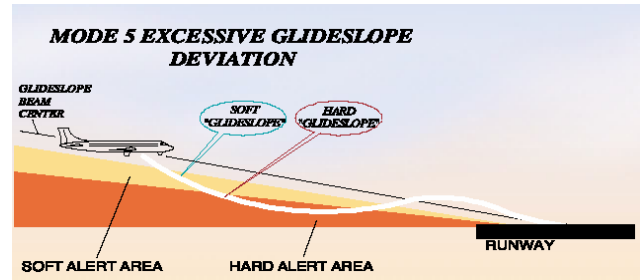 MODE 5 EXCESSIVE GLIDESLOPE
DEVIATION
GLIDESLOPE
BEAM
CENTER
SOFT
"GLIDESLOPE"
HARD
"GLIDESLOPE"
RUNWAY
SOFT ALERT AREA
HARD ALERT AREA